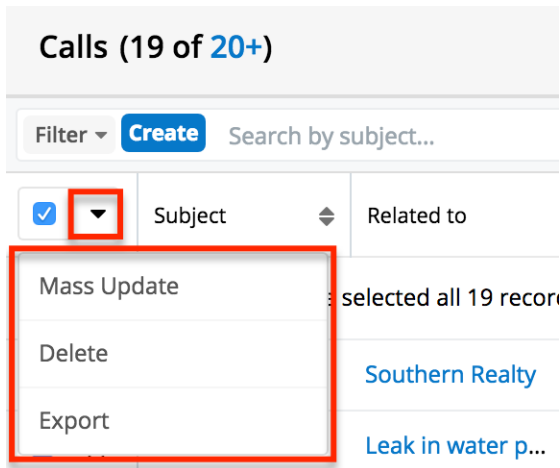 Calls (19 of 20+)
Filter Create Search by subject...
Subject Related to
Mass Update
selected all 19
Delete
Southern Realty
Export
Leak in water p...